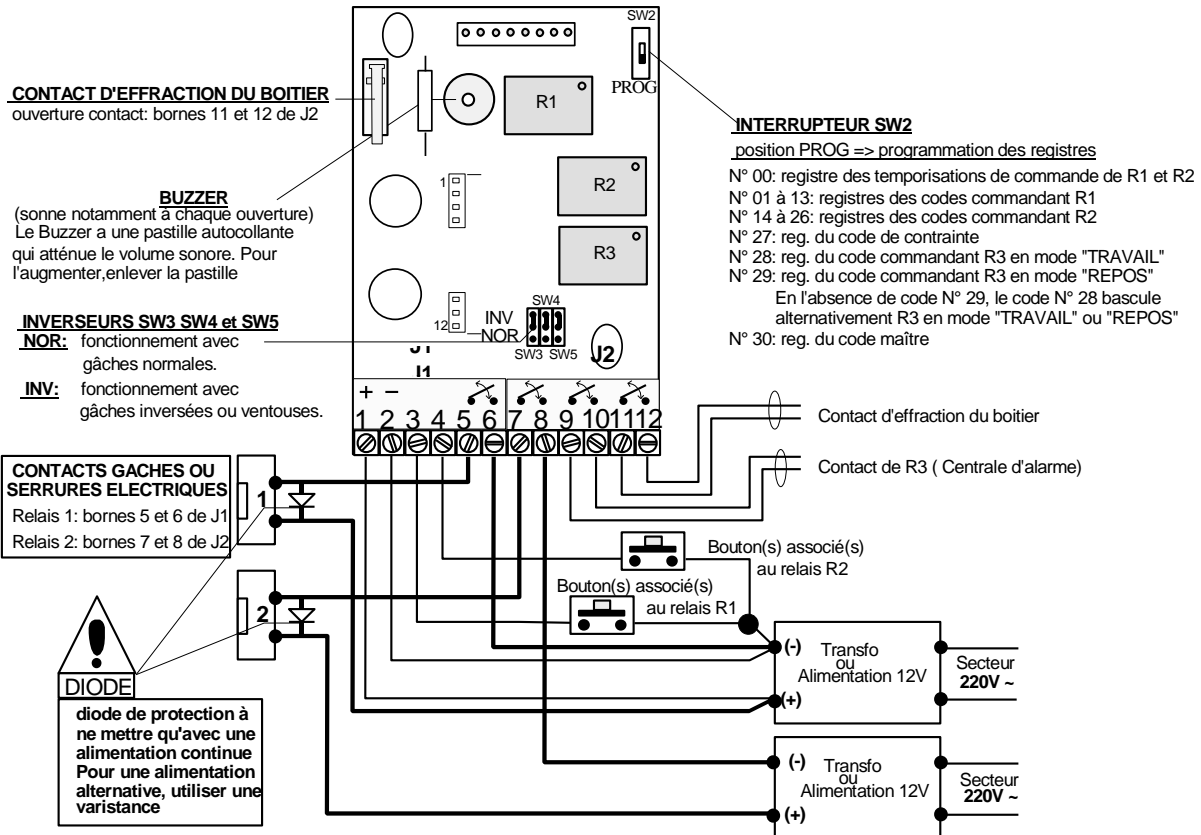 SW2
PROG
R1
R2
R3
1
12
SW4
INV
NOR
SW3 SW5
J2
J1
J1
+ −
1 2 3 4 5 6 7 8 9 10 11 12
CONTACT D'EFFRACTION DU BOITIER
ouverture contact: bornes 11 et 12 de J2
BUZZER
(sonne notamment à chaque ouverture)
Le Buzzer a une pastille autocollante
qui atténue le volume sonore. Pour
l'augmenter,enlever la pastille
INVERSEURS SW3 SW4 et SW5
NOR: fonctionnement avec
gâches normales.
INV: fonctionnement avec
gâches inversées ou ventouses.
INTERRUPTEUR SW2
position PROG => programmation des registres
N° 00: registre des temporisations de commande de R1 et R2
N° 01 à 13: registres des codes commandant R1
N° 14 à 26: registres des codes commandant R2
N° 27: reg. du code de contrainte
N° 28: reg. du code commandant R3 en mode "TRAVAIL"
N° 29: reg. du code commandant R3 en mode "REPOS"
En l'absence de code N° 29, le code N° 28 bascule
alternativement R3 en mode "TRAVAIL" ou "REPOS"
N° 30: reg. du code maître
Contact d'effraction du boitier
Contact de R3 ( Centrale d'alarme)
CONTACTS GACHES OU
SERRURES ELECTRIQUES
Relais 1: bornes 5 et 6 de J1
Relais 2: bornes 7 et 8 de J2
1
2
Bouton(s) associé(s)
au relais R2
Bouton(s) associé(s)
au relais R1
DIODE
diode de protection à
ne mettre qu'avec une
alimentation continue
Pour une alimentation
alternative, utiliser une
varistance
(-)
Transfo
ou
Alimentation 12V
(+)
Secteur
220V ~
(-)
Transfo
ou
Alimentation 12V
(+)
Secteur
220V ~